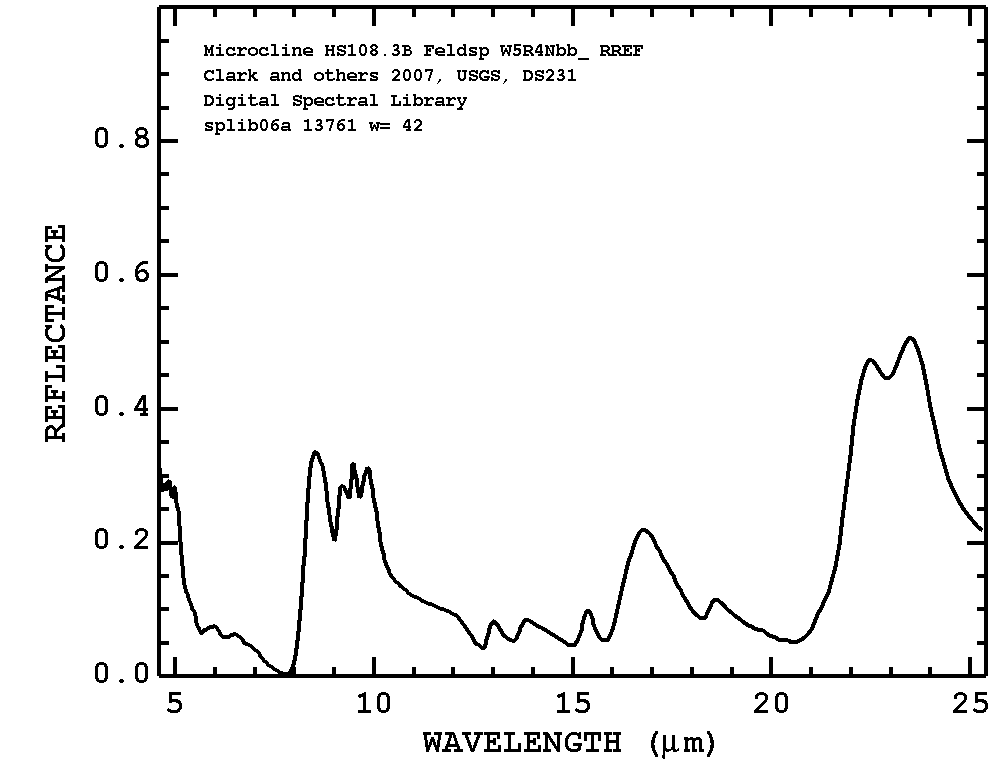 Microcline HS108.3B Feldsp W5R4Nbb_ RREF
Clark and others 2007, USGS, DS231
Digital Spectral Library
splib06a 13761 w= 42
REFLECTANCE
0.8
0.6
0.4
0.2
0.0
5 10 15 20 25
WAVELENGTH (μm)